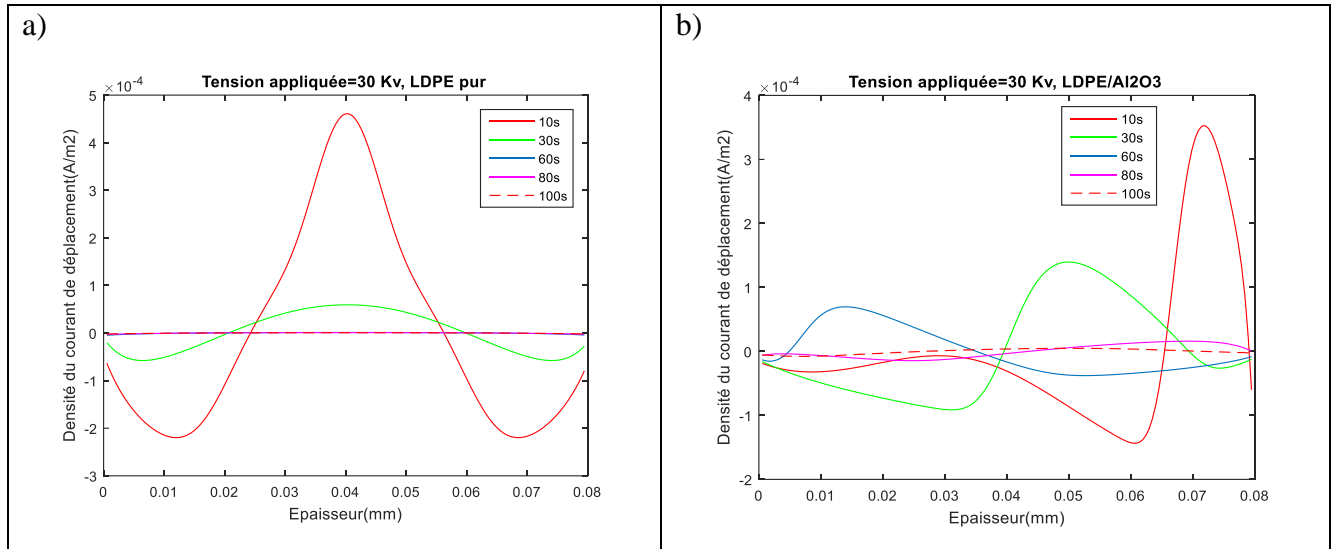 a)
Tension appliquée=30 Kv, LDPE pur
×10⁻⁴
5
4
3
2
1
0
-1
-2
-3
Densité du courant de déplacement(A/m2)
10s
30s
60s
80s
100s
0
0.01
0.02
0.03
0.04
0.05
0.06
0.07
0.08
Epaisseur(mm)
b)
Tension appliquée=30 Kv, LDPE/Al2O3
×10⁻⁴
4
3
2
1
0
-1
-2
Densité du courant de déplacement(A/m2)
10s
30s
60s
80s
100s
0
0.01
0.02
0.03
0.04
0.05
0.06
0.07
0.08
Epaisseur(mm)